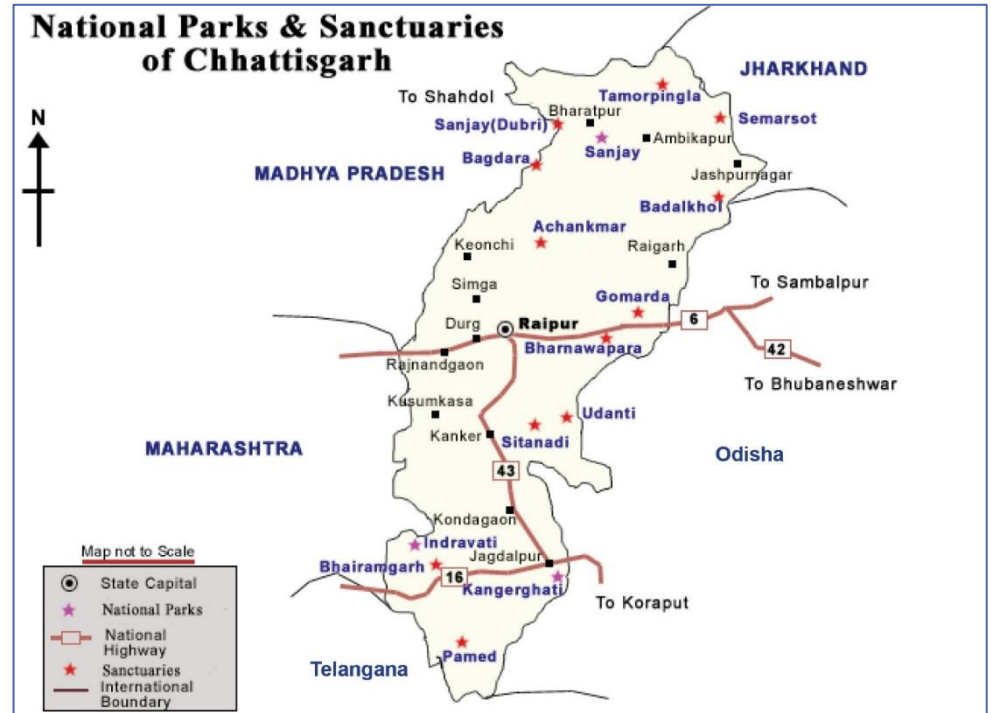 National Parks & Sanctuaries
of Chhattisgarh
JHARKHAND
To Shahdol
Tamorpingla
Bharatpur
Sanjay(Dubri)
Semarsot
N
Sanjay
Ambikapur
Bagdara
MADHYA PRADESH
Jashpurnagar
Badalkhol
Achankmar
Keonchi
Raigarh
Simga
To Sambalpur
Gomarda
Durg
Raipur
6
Bharnawapara
42
Rajnandgaon
To Bhubaneshwar
Kusumkasa
Udanti
Kanker
Sitanadi
MAHARASHTRA
Odisha
43
Kondagaon
Indravati
Map not to Scale
Jagdalpur
Bhairamgarh
16
Kangerghati
State Capital
To Koraput
National Parks
National
Highway
Pamed
Telangana
Sanctuaries
International
Boundary